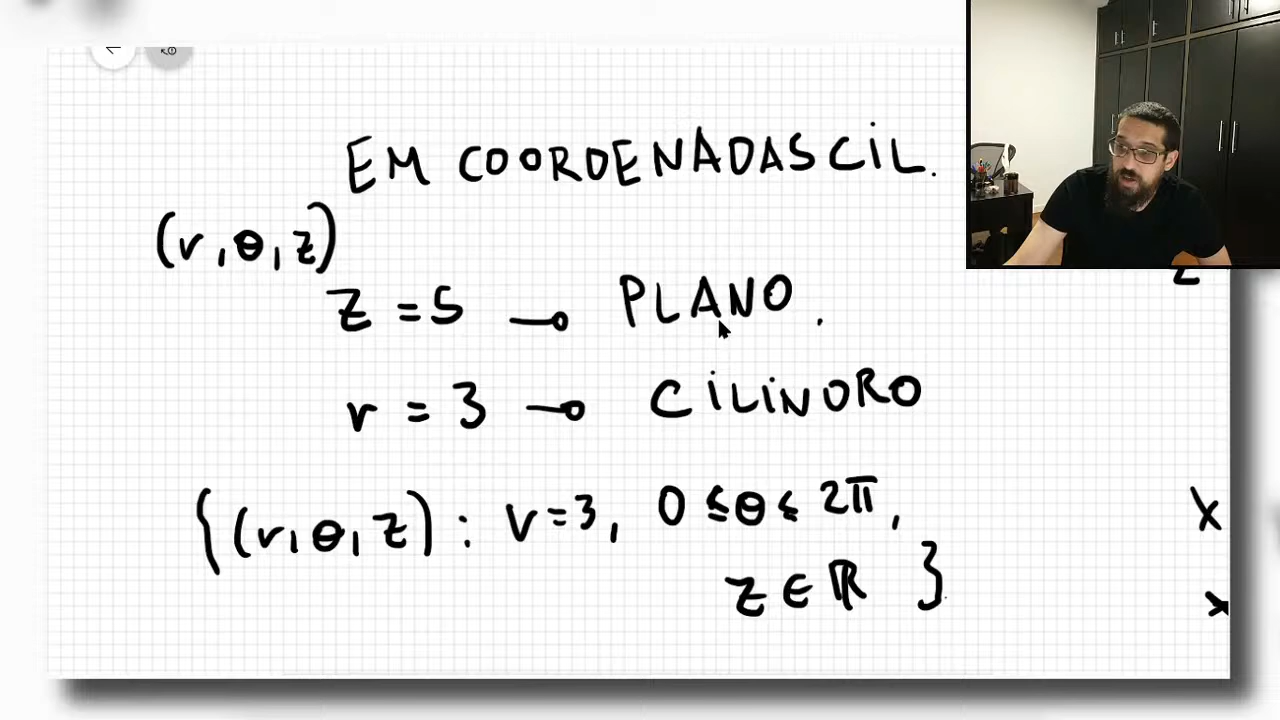 EM COORDENADAS CIL.
(r, θ, z)
z = 5 —o PLANO.
r = 3 —o CILINDRO
{(r, θ, z) : r = 3, 0 ≤ θ ≤ 2π,
z ∈ ℝ }
z
x
x